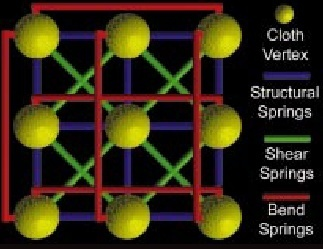 Cloth
Vertex
Structural
Springs
Shear
Springs
Bend
Springs